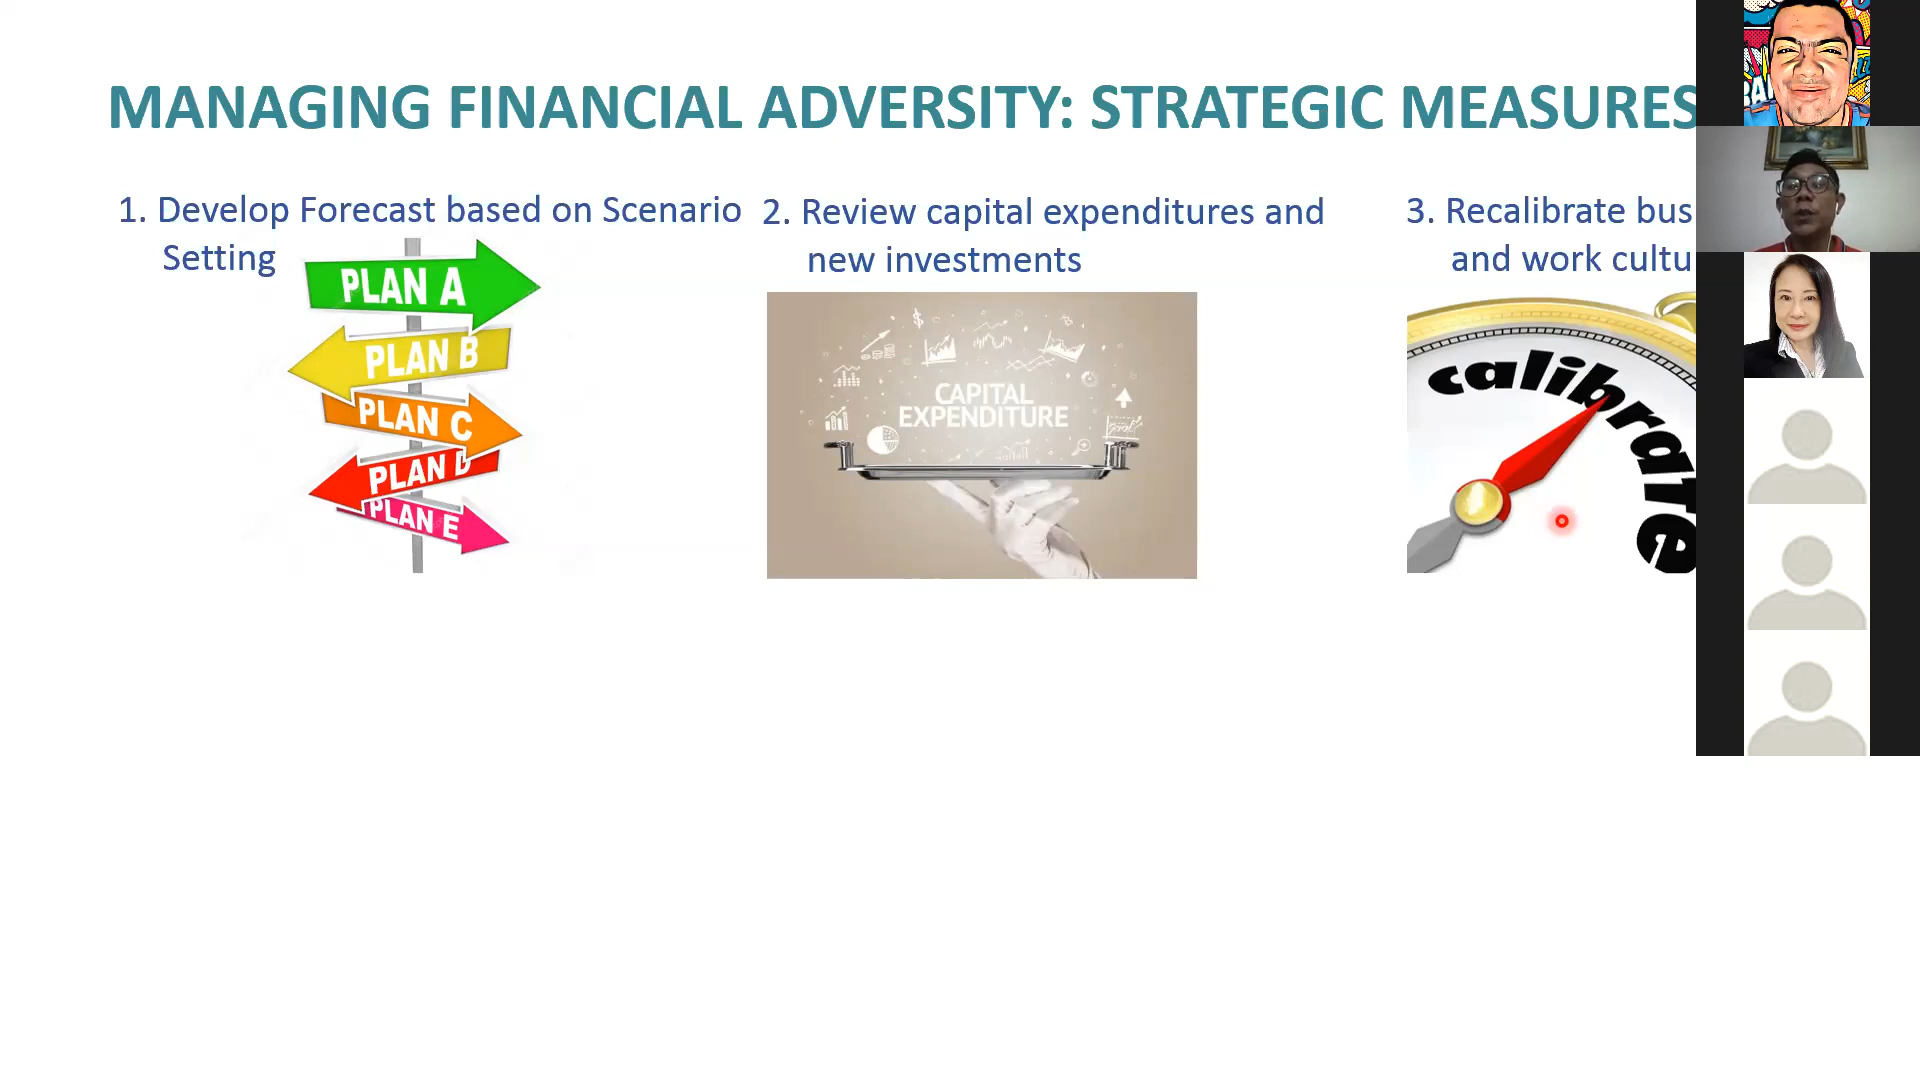 MANAGING FINANCIAL ADVERSITY: STRATEGIC MEASURES
1. Develop Forecast based on Scenario
Setting
PLAN A
PLAN B
PLAN C
PLAN D
PLAN E
2. Review capital expenditures and
new investments
CAPITAL
EXPENDITURE
3. Recalibrate bus
and work cultu
calibrate